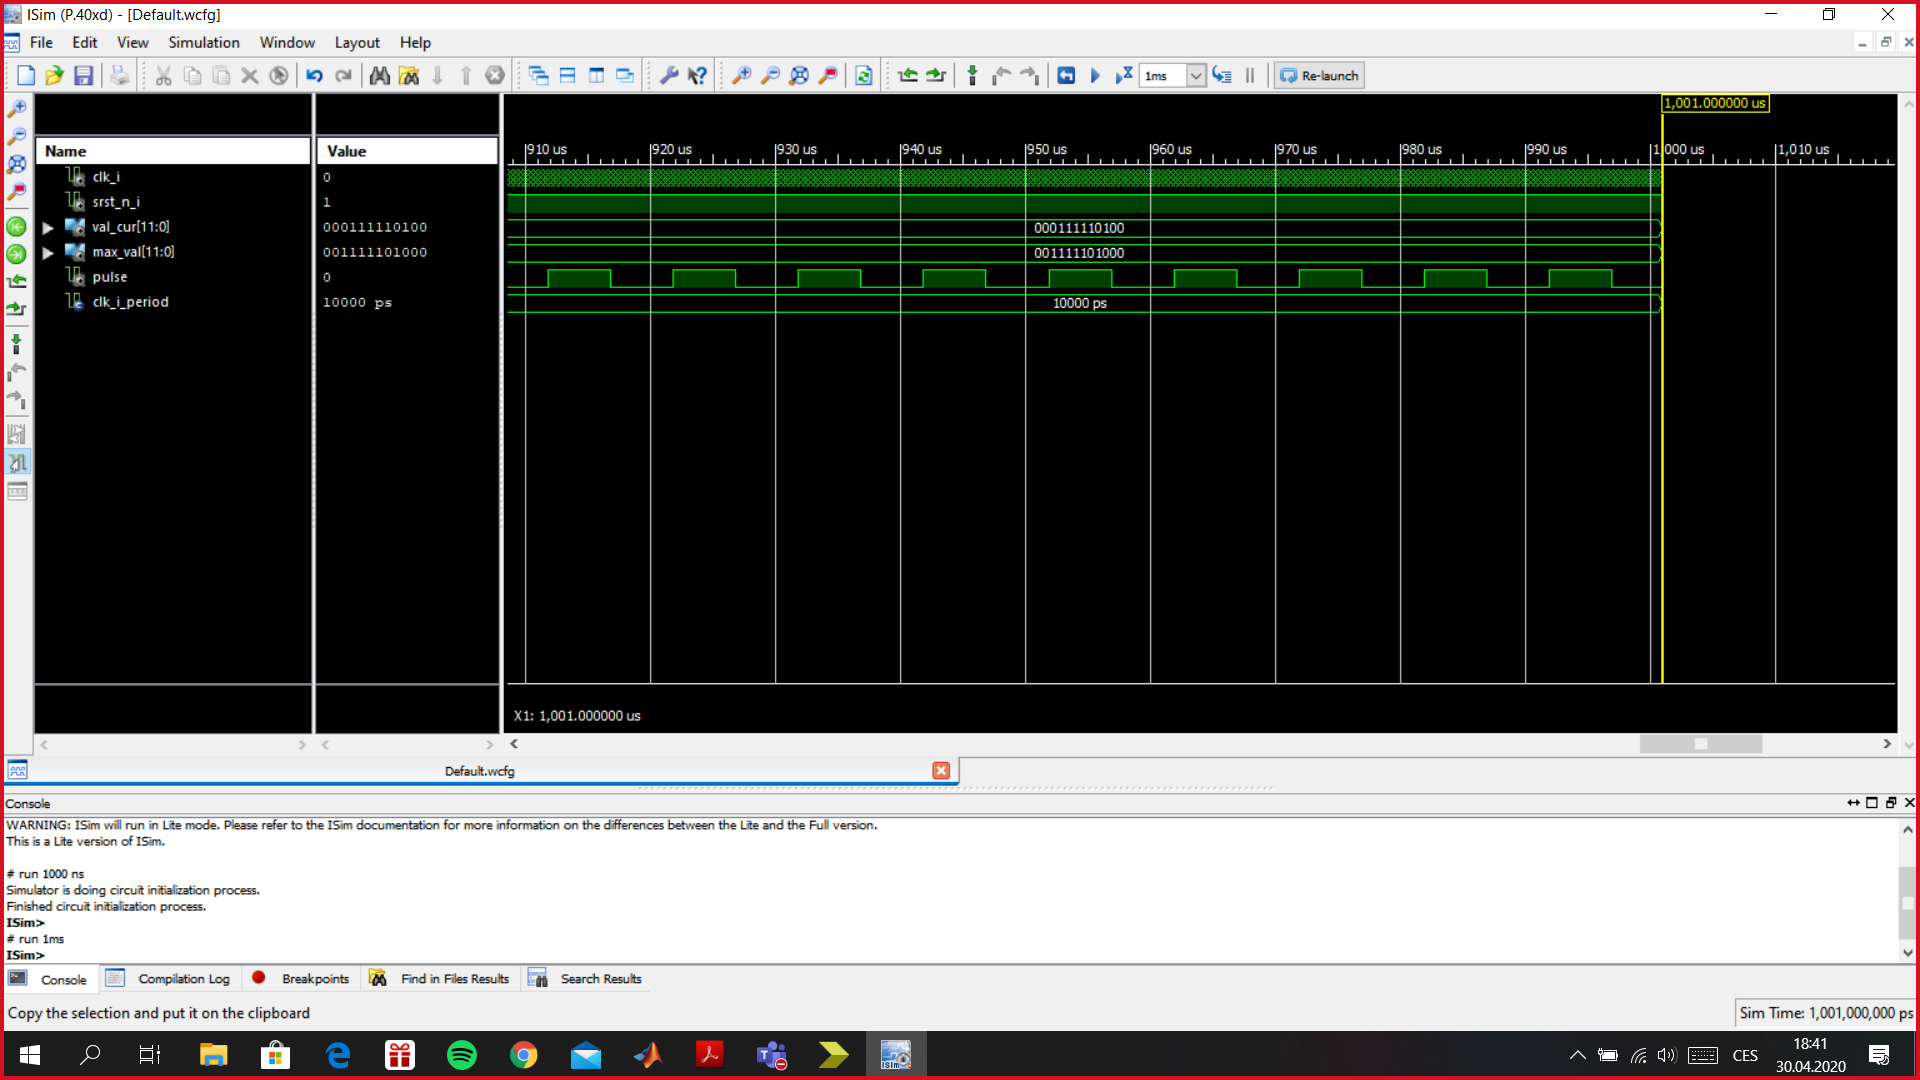 ISim (P.40xd) - [Default.wcfg]
File Edit View Simulation Window Layout Help
1ms Re-launch
1,001.000000 us
Name Value
910 us 920 us 930 us 940 us 950 us 960 us 970 us 980 us 990 us 1,000 us 1,010 us
clk_i 0
srst_n_i 1
val_cur[11:0] 000111110100 000111110100
max_val[11:0] 001111101000 001111101000
pulse 0
clk_i_period 10000 ps 10000 ps
X1: 1,001.000000 us
Default.wcfg
Console
WARNING: ISim will run in Lite mode. Please refer to the ISim documentation for more information on the differences between the Lite and the Full version.
This is a Lite version of ISim.
# run 1000 ns
Simulator is doing circuit initialization process.
Finished circuit initialization process.
ISim>
# run 1ms
ISim>
Console Compilation Log Breakpoints Find in Files Results Search Results
Copy the selection and put it on the clipboard
Sim Time: 1,001,000,000 ps
CES
18:41
30.04.2020